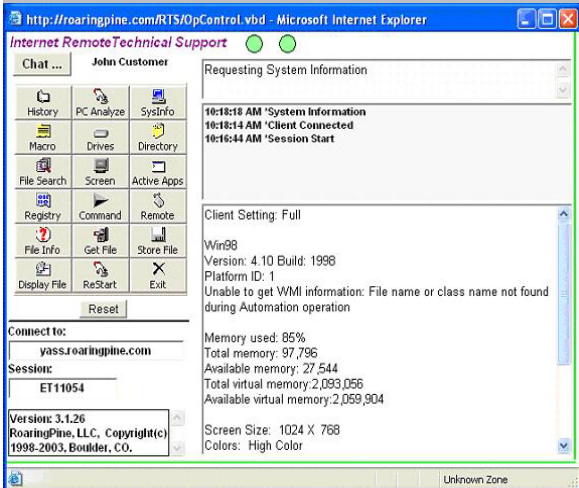 http://roaringpine.com/RTS/OpControl.vbd - Microsoft Internet Explorer
Internet RemoteTechnical Support
Chat ...
John Customer
History PC Analyze SysInfo
Macro Drives Directory
File Search Screen Active Apps
Registry Command Remote
File Info Get File Store File
Display File ReStart Exit
Reset
Connect to:
yass.roaringpine.com
Session:
ET11054
Version: 3.1.26
RoaringPine, LLC, Copyright(c)
1998-2003, Boulder, CO.
Requesting System Information
10:18:18 AM 'System Information
10:18:14 AM 'Client Connected
10:16:44 AM 'Session Start
Client Setting: Full
Win98
Version: 4.10 Build: 1998
Platform ID: 1
Unable to get WMI information: File name or class name not found
during Automation operation
Memory used: 85%
Total memory: 97,796
Available memory: 27,544
Total virtual memory:2,093,056
Available virtual memory:2,059,904
Screen Size: 1024 X 768
Colors: High Color
Unknown Zone